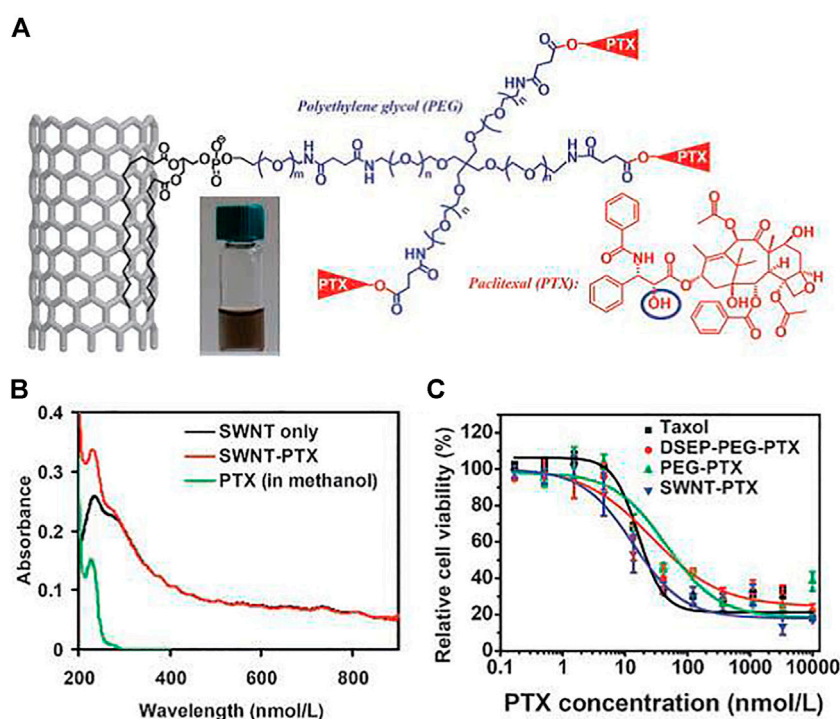 A
PTX
O
O
HN
O
Polyethylene glycol (PEG)
PTX
PTX
Paclitexal (PTX):
OH
B
0.4
0.3
0.2
0.1
0
Absorbance
SWNT only
SWNT-PTX
PTX (in methanol)
200
400
600
800
Wavelength (nmol/L)
C
120
100
80
60
40
20
0
Relative cell viability (%)
Taxol
DSEP-PEG-PTX
PEG-PTX
SWNT-PTX
0.1
1
10
100
1000
10000
PTX concentration (nmol/L)